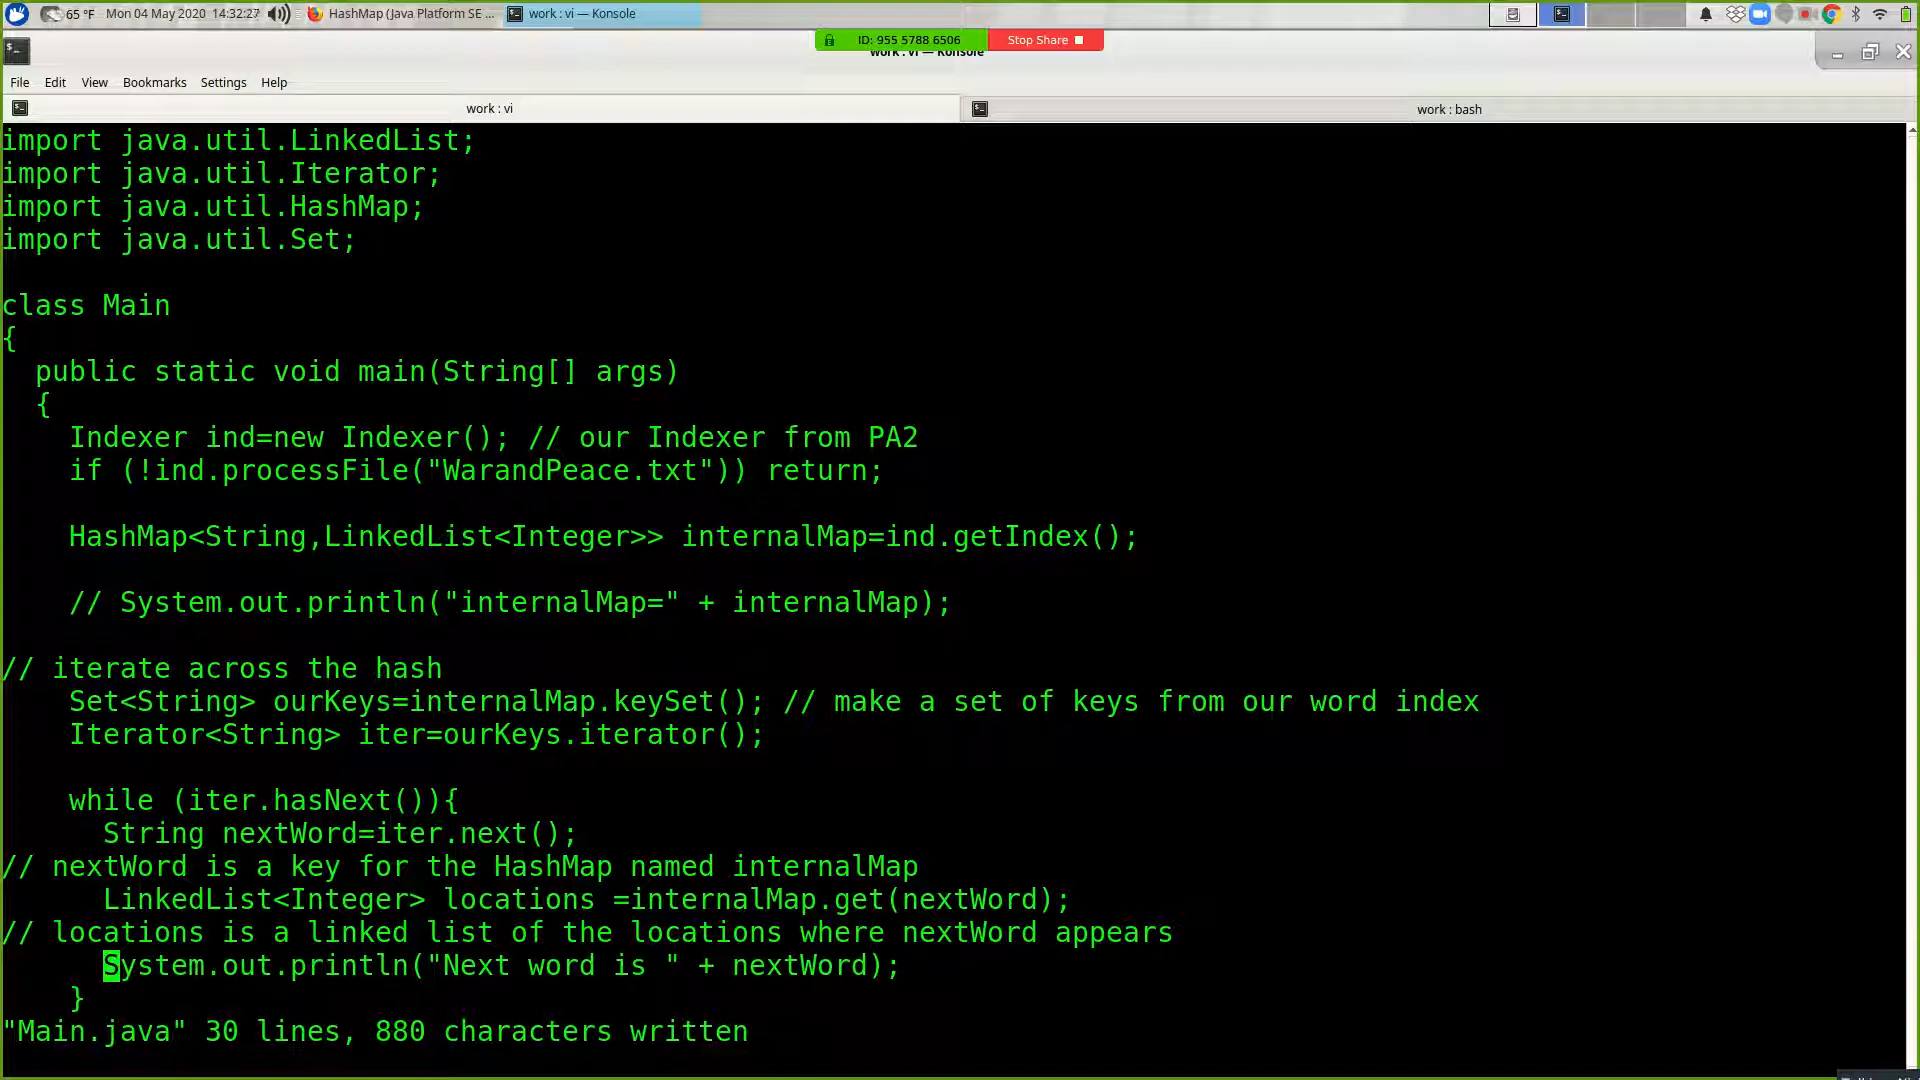 65 °F Mon 04 May 2020 14:32:27 HashMap (Java Platform SE ... work : vi — Konsole
ID: 955 5788 6506 Stop Share
work : vi — Konsole
File Edit View Bookmarks Settings Help
work : vi work : bash
import java.util.LinkedList;
import java.util.Iterator;
import java.util.HashMap;
import java.util.Set;
class Main
{
public static void main(String[] args)
{
Indexer ind=new Indexer(); // our Indexer from PA2
if (!ind.processFile("WarandPeace.txt")) return;
HashMap<String,LinkedList<Integer>> internalMap=ind.getIndex();
// System.out.println("internalMap=" + internalMap);
// iterate across the hash
Set<String> ourKeys=internalMap.keySet(); // make a set of keys from our word index
Iterator<String> iter=ourKeys.iterator();
while (iter.hasNext()){
String nextWord=iter.next();
// nextWord is a key for the HashMap named internalMap
LinkedList<Integer> locations =internalMap.get(nextWord);
// locations is a linked list of the locations where nextWord appears
System.out.println("Next word is " + nextWord);
}
"Main.java" 30 lines, 880 characters written